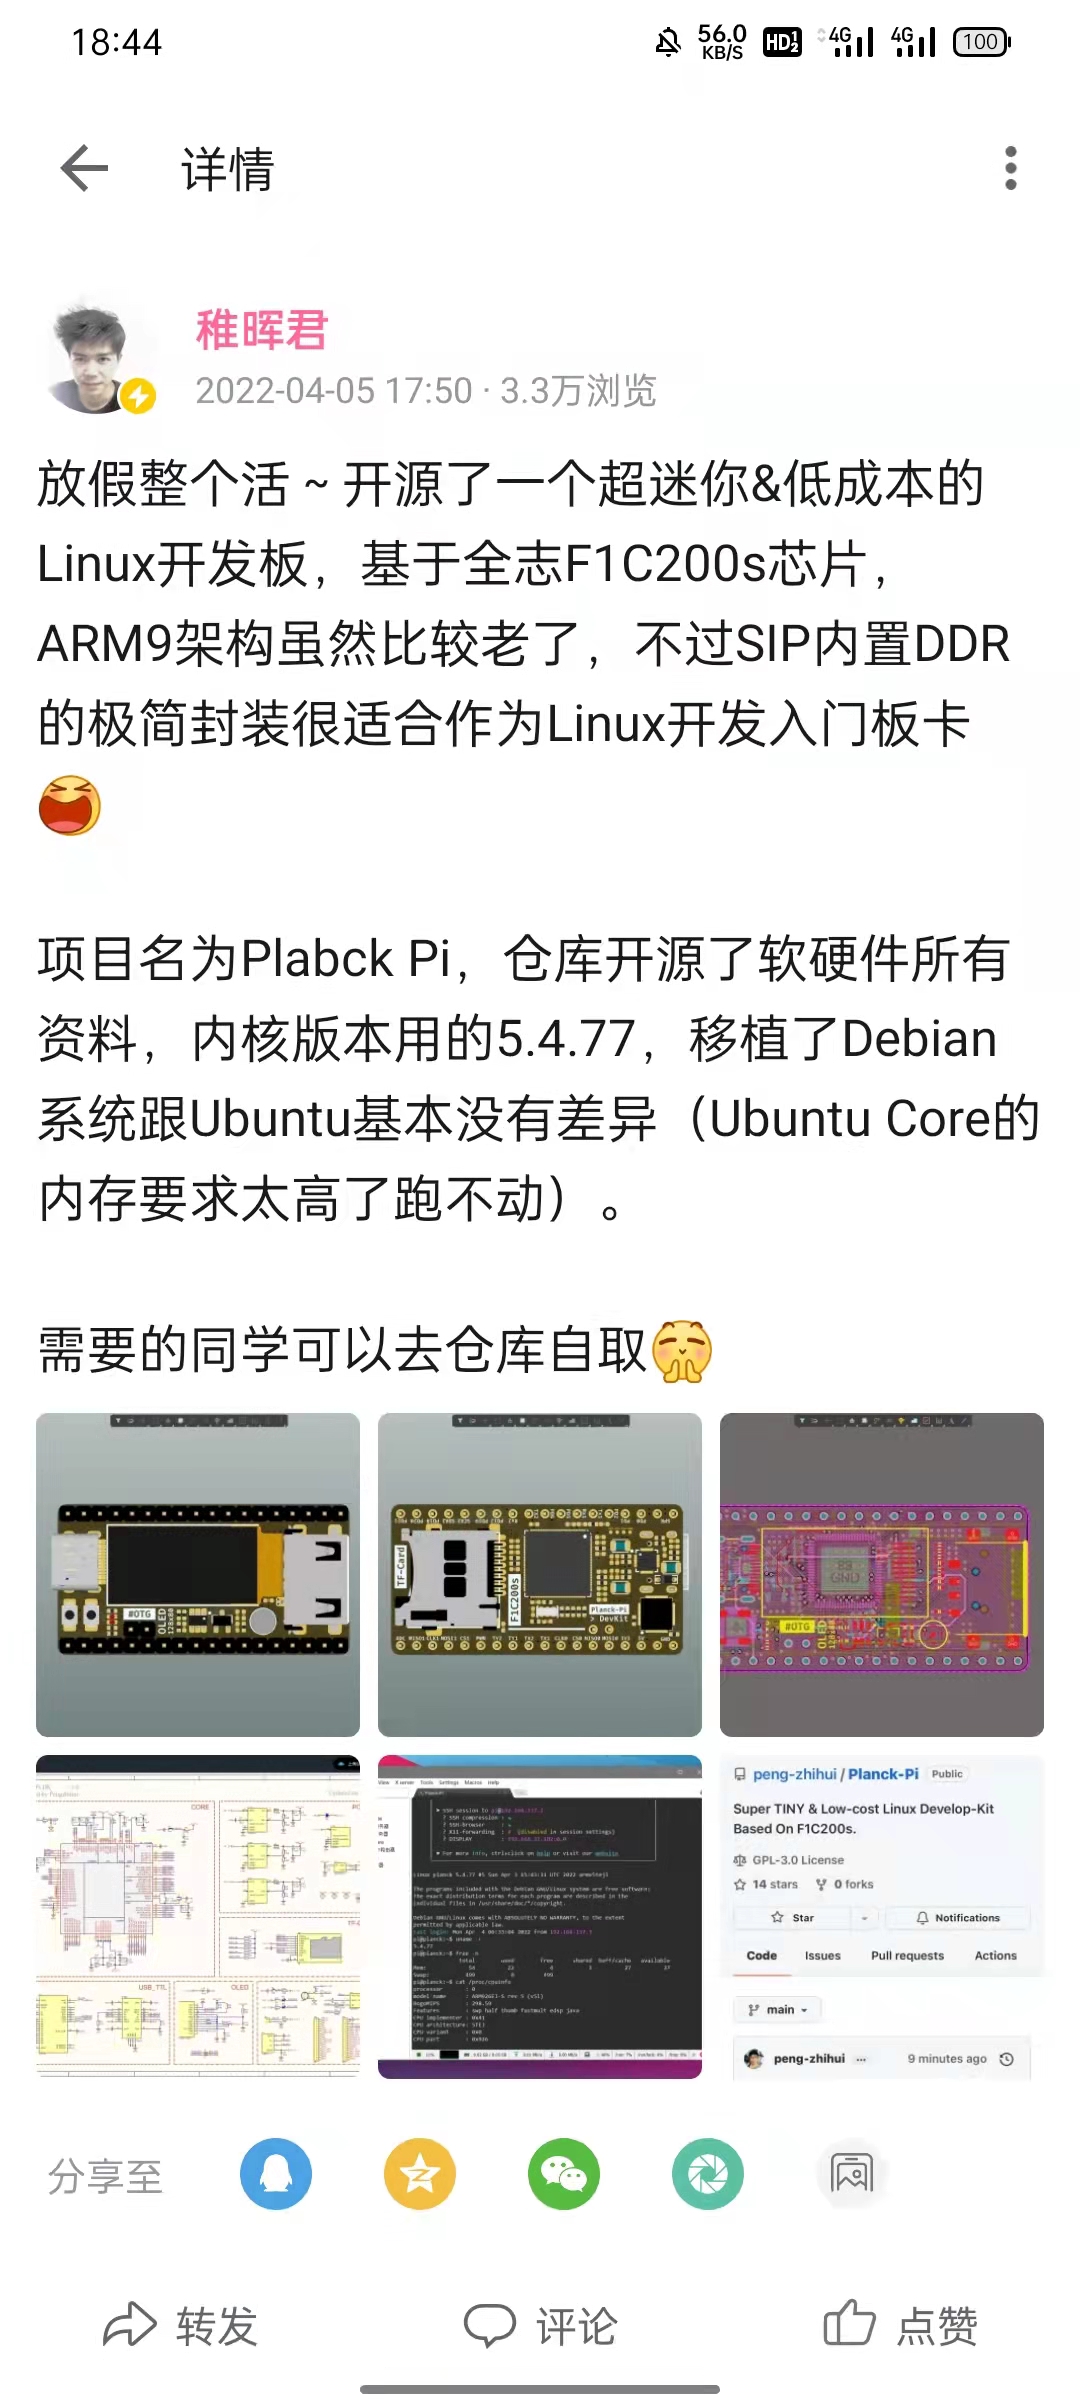 18:44
56.0
KB/S
HD 1 2
4G
4G
100
详情
稚晖君
2022-04-05 17:50 · 3.3万浏览
放假整个活 ~ 开源了一个超迷你&低成本的
Linux开发板，基于全志F1C200s芯片，
ARM9架构虽然比较老了，不过SIP内置DDR
的极简封装很适合作为Linux开发入门板卡
项目名为Plabck Pi，仓库开源了软硬件所有
资料，内核版本用的5.4.77，移植了Debian
系统跟Ubuntu基本没有差异（Ubuntu Core的
内存要求太高了跑不动）。
需要的同学可以去仓库自取
#OTG
OLED
TF-Card
F1C200s
Planck-Pi
> DevKit
GND
#OTG
OLED
CORE
USB_TTL
OLED
peng-zhihui / Planck-Pi Public
Super TINY & Low-cost Linux Develop-Kit
Based On F1C200s.
GPL-3.0 License
14 stars 0 forks
Star
Notifications
Code Issues Pull requests Actions
main
peng-zhihui ... 9 minutes ago
分享至
转发 评论 点赞